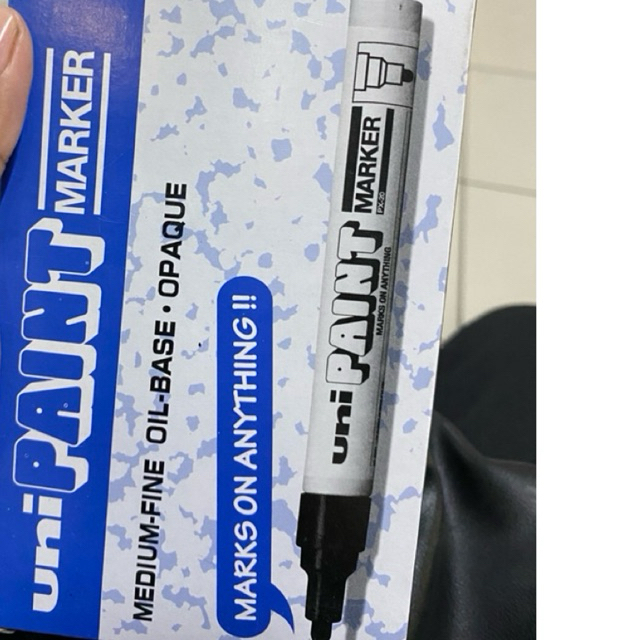 uni PAINT MARKER
MEDIUM-FINE OIL-BASE • OPAQUE
MARKS ON ANYTHING!!
uni PAINT MARKER
MARKS ON ANYTHING
PX-20